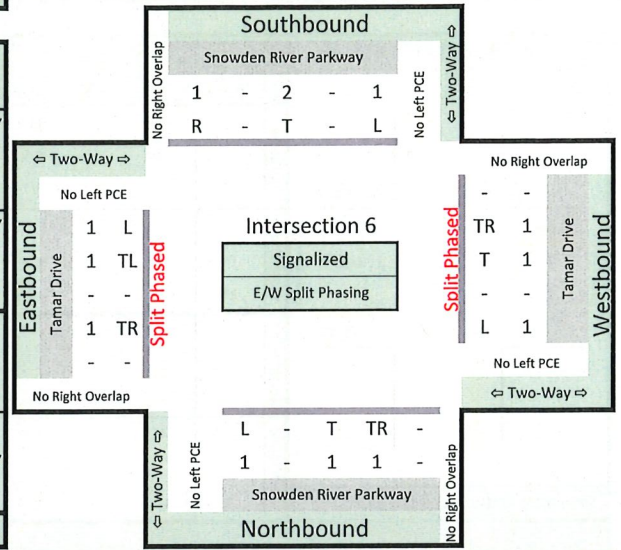 Southbound
Snowden River Parkway
1 - 2 - 1
R - T - L
No Right Overlap
No Left PCE
⇦ Two-Way ⇨
⇦ Two-Way ⇨
No Left PCE
Eastbound
Tamar Drive
1 L
1 TL
- -
1 TR
- -
Split Phased
No Right Overlap
Intersection 6
Signalized
E/W Split Phasing
No Right Overlap
Split Phased
- -
TR 1
T 1
- -
L 1
Tamar Drive
Westbound
No Left PCE
⇦ Two-Way ⇨
⇦ Two-Way ⇨
No Left PCE
L - T TR -
1 - 1 1 -
No Right Overlap
Snowden River Parkway
Northbound